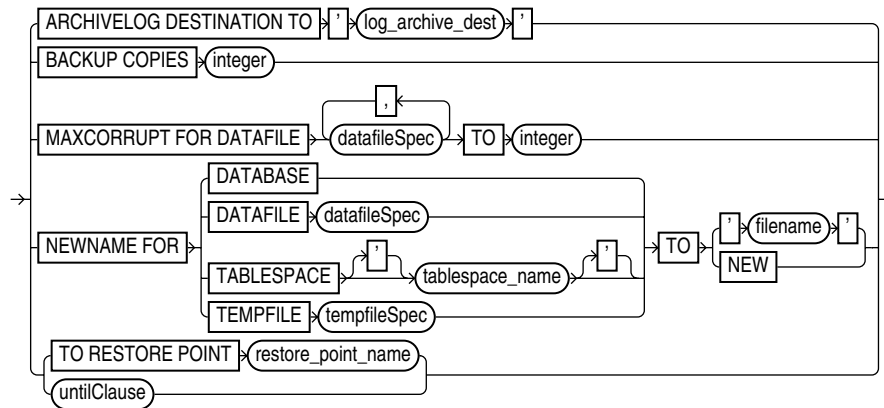 ARCHIVELOG DESTINATION TO ' log_archive_dest '
BACKUP COPIES integer
,
MAXCORRUPT FOR DATAFILE datafileSpec TO integer
DATABASE
DATAFILE datafileSpec ' filename '
NEWNAME FOR TO
' ' NEW
TABLESPACE tablespace_name
TEMPFILE tempfileSpec
TO RESTORE POINT restore_point_name
untilClause